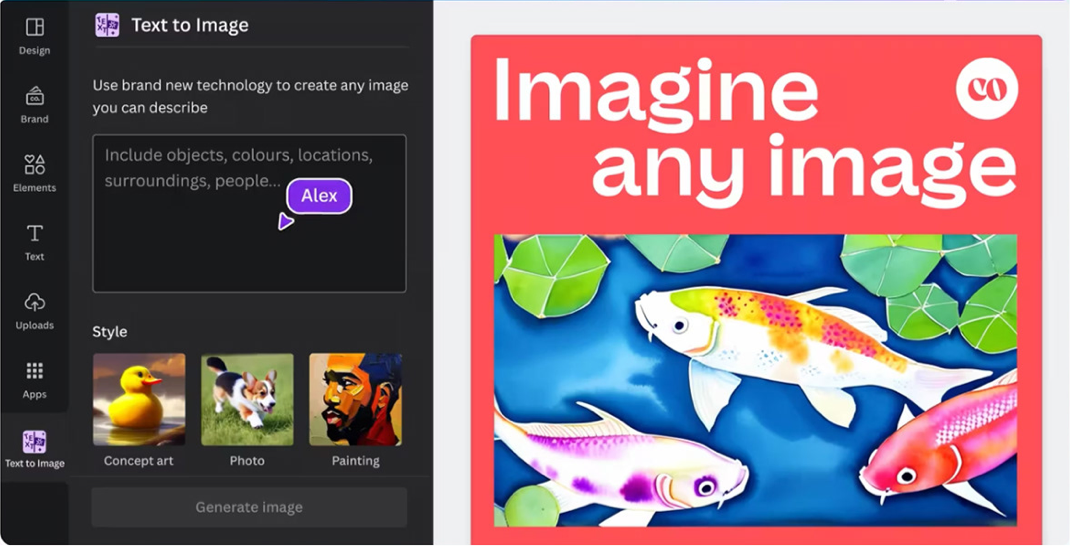 Design
Brand
Elements
Text
Uploads
Apps
Text to Image
Text to Image
Use brand new technology to create any image
you can describe
Include objects, colours, locations,
surroundings, people...
Alex
Style
Concept art
Photo
Painting
Generate image
Imagine
any image
CO